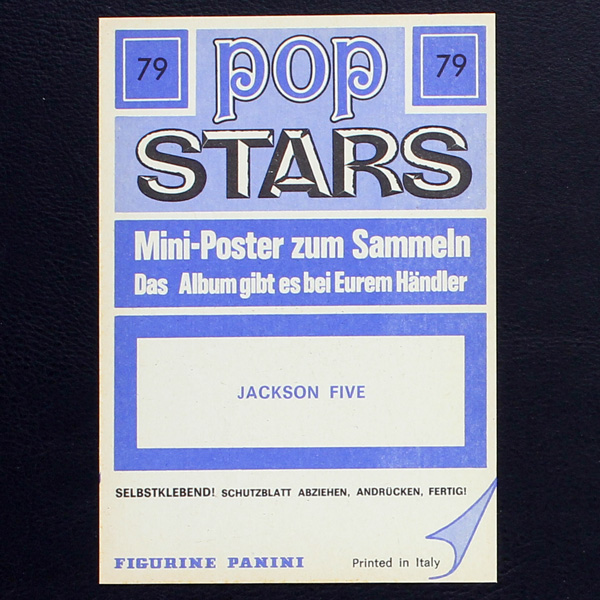 79
79
pop
STARS
Mini-Poster zum Sammeln
Das Album gibt es bei Eurem Händler
JACKSON FIVE
SELBSTKLEBEND! SCHUTZBLATT ABZIEHEN, ANDRÜCKEN, FERTIG!
FIGURINE PANINI
Printed in Italy